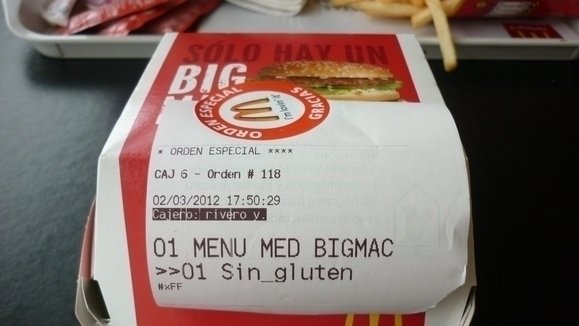 SÓLO HAY UN
BIG
ORDEN ESPECIAL
GRACIAS
* ORDEN ESPECIAL ****
CAJ 6 - Orden # 118
02/03/2012 17:50:29
Cajero: rivero y.
01 MENU MED BIGMAC
>>01 Sin_gluten
#xFF